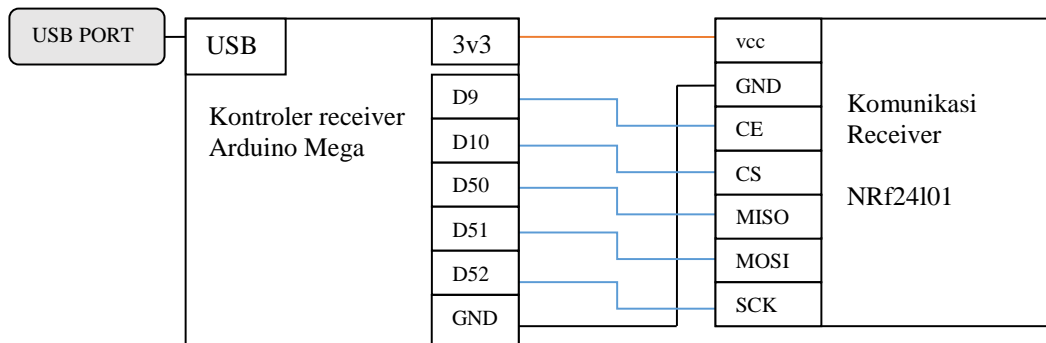 USB PORT
USB
Kontroler receiver
Arduino Mega
3v3
D9
D10
D50
D51
D52
GND
vcc
GND
CE
CS
MISO
MOSI
SCK
Komunikasi
Receiver
NRf24l01